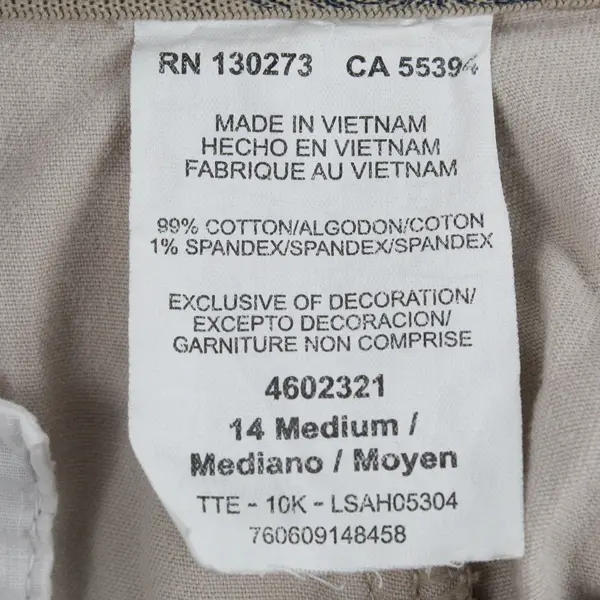 RN 130273 CA 55394
MADE IN VIETNAM
HECHO EN VIETNAM
FABRIQUE AU VIETNAM
99% COTTON/ALGODON/COTON
1% SPANDEX/SPANDEX/SPANDEX
EXCLUSIVE OF DECORATION/
EXCEPTO DECORACION/
GARNITURE NON COMPRISE
4602321
14 Medium /
Mediano / Moyen
TTE - 10K - LSAH05304
760609148458